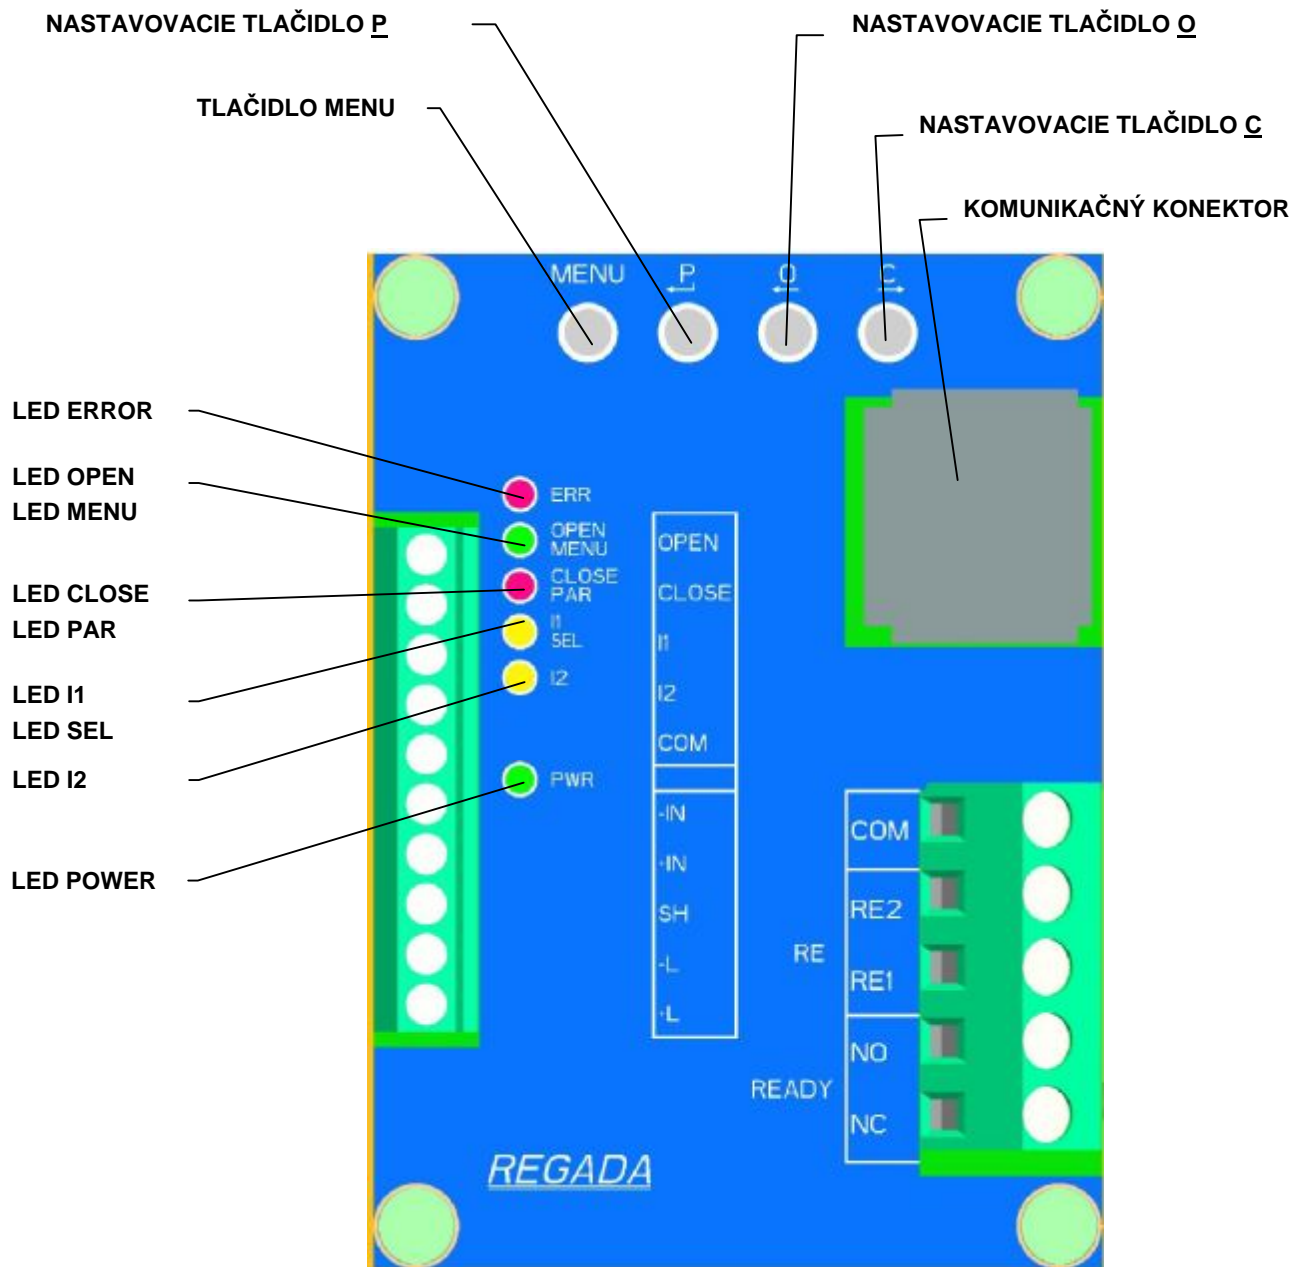 NASTAVOVACIE TLAČIDLO P
NASTAVOVACIE TLAČIDLO O
TLAČIDLO MENU
NASTAVOVACIE TLAČIDLO C
KOMUNIKAČNÝ KONEKTOR
MENU
P
O
C
LED ERROR
LED OPEN
LED MENU
LED CLOSE
LED PAR
LED I1
LED SEL
LED I2
LED POWER
ERR
OPEN
MENU
CLOSE
PAR
I1
SEL
I2
PWR
OPEN
CLOSE
I1
I2
COM
-IN
+IN
SH
-L
+L
COM
RE2
RE
RE1
NO
READY
NC
REGADA